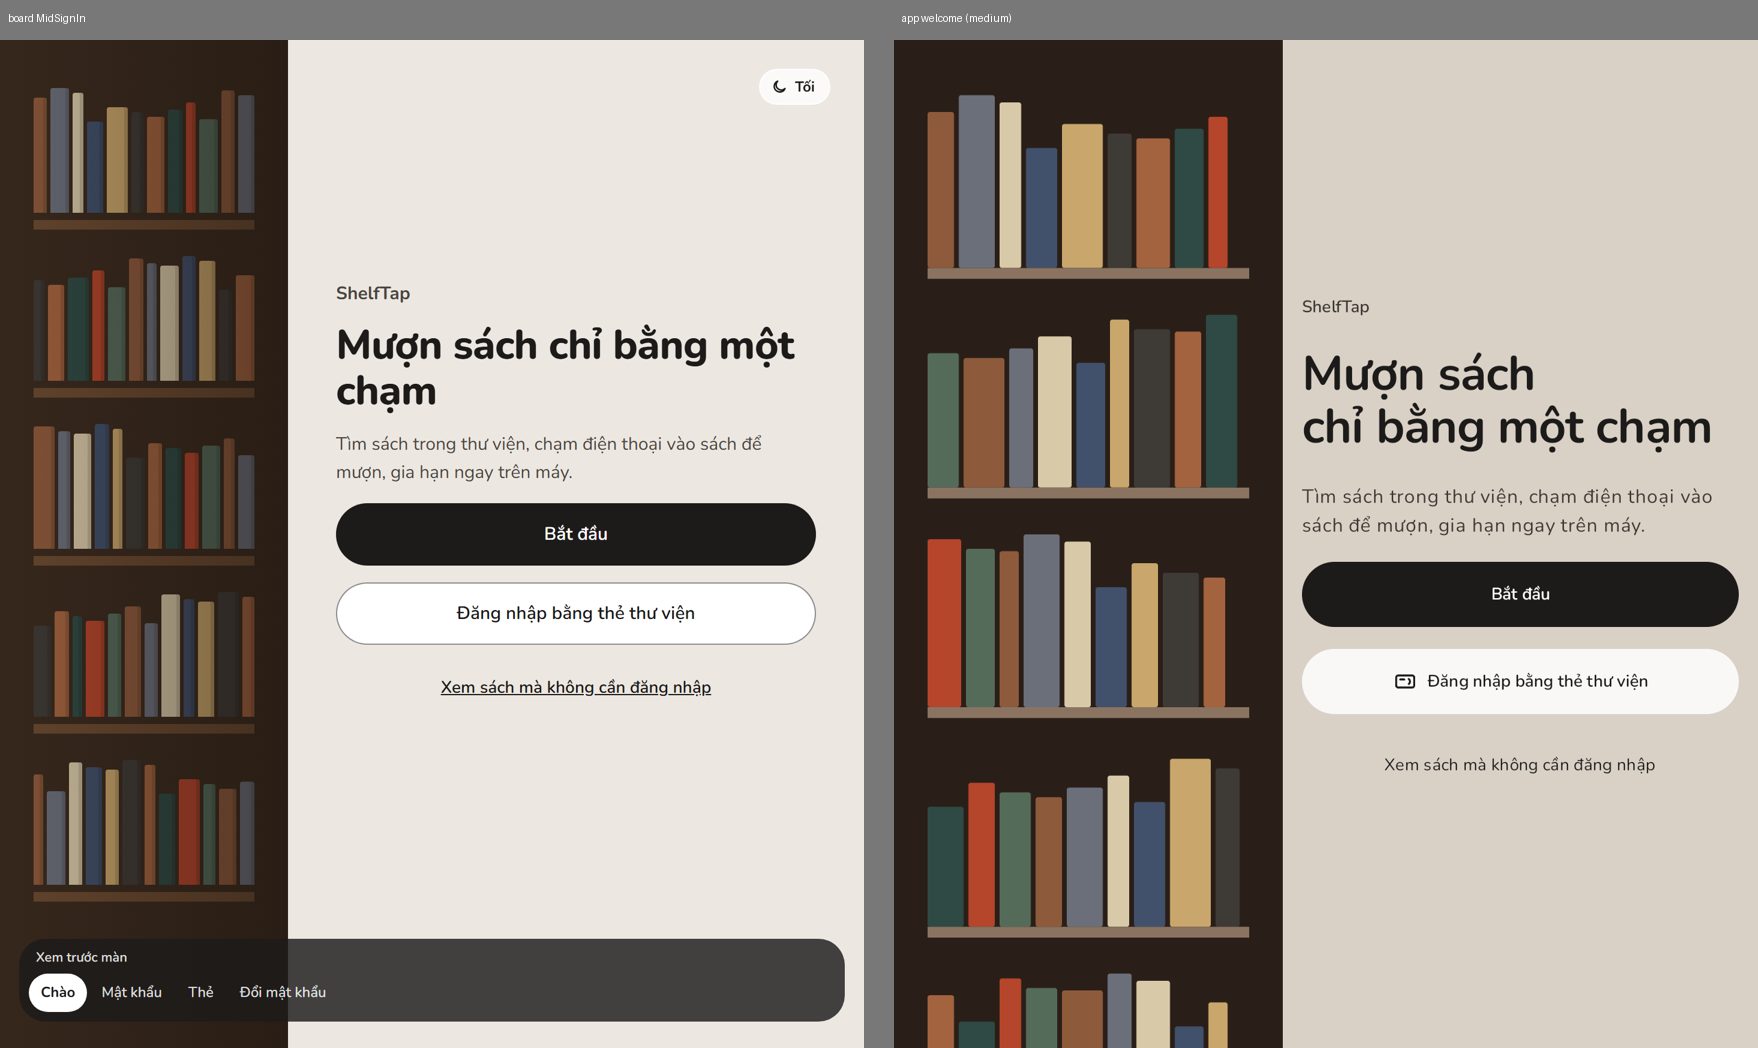 board MidSignIn
Tối
ShelfTap
Mượn sách chỉ bằng một
chạm
Tìm sách trong thư viện, chạm điện thoại vào sách để
mượn, gia hạn ngay trên máy.
Bắt đầu
Đăng nhập bằng thẻ thư viện
Xem sách mà không cần đăng nhập
Xem trước màn
Chào Mật khẩu Thẻ Đổi mật khẩu
app welcome (medium)
ShelfTap
Mượn sách
chỉ bằng một chạm
Tìm sách trong thư viện, chạm điện thoại vào
sách để mượn, gia hạn ngay trên máy.
Bắt đầu
Đăng nhập bằng thẻ thư viện
Xem sách mà không cần đăng nhập